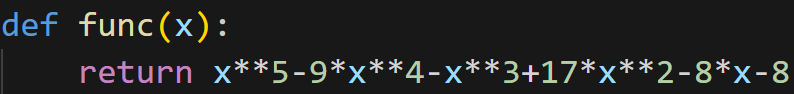 def func(x):
    return x**5-9*x**4-x**3+17*x**2-8*x-8